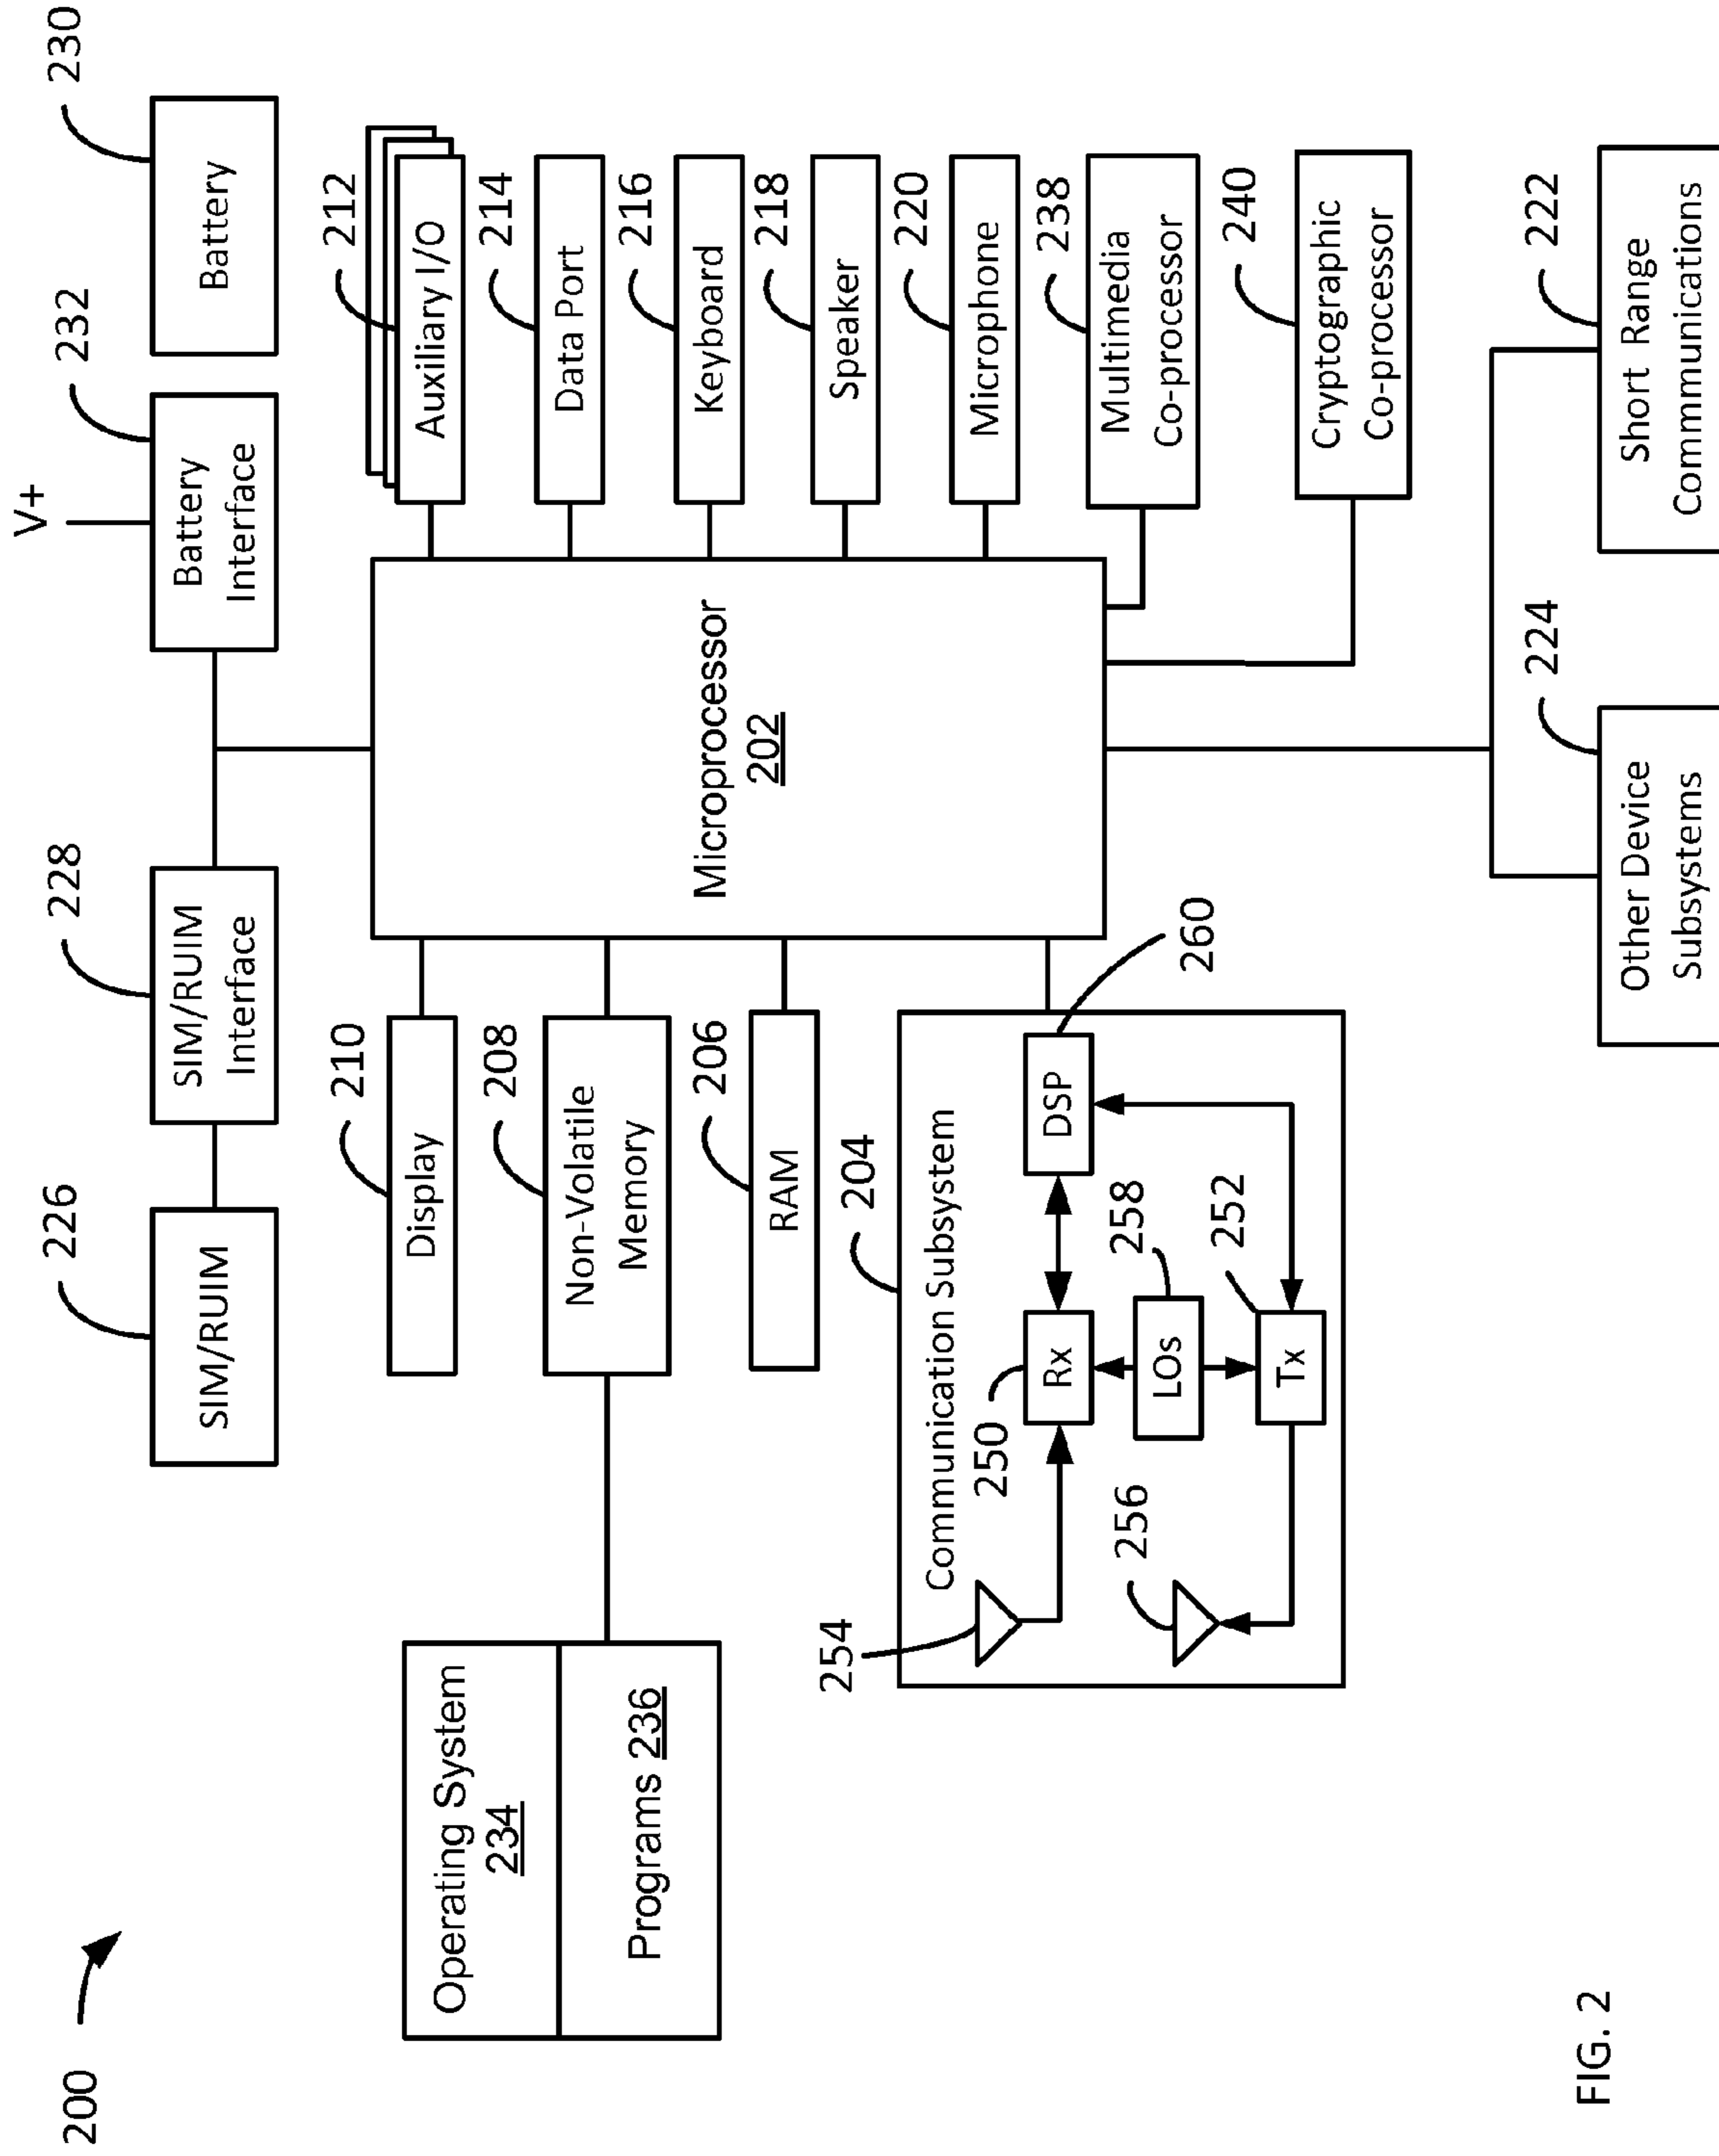 200
226
228
V+
232
230
SIM/RUIM
SIM/RUIM
Interface
Battery
Interface
Battery
Operating System
234
Programs 236
210
Display
208
Non-Volatile
Memory
206
RAM
Microprocessor
202
212
Auxiliary I/O
214
Data Port
216
Keyboard
218
Speaker
220
Microphone
238
Multimedia
Co-processor
240
Cryptographic
Co-processor
204
Communication Subsystem
254
250
Rx
DSP
260
256
LOs
258
Tx
252
224
Other Device
Subsystems
222
Short Range
Communications
FIG. 2